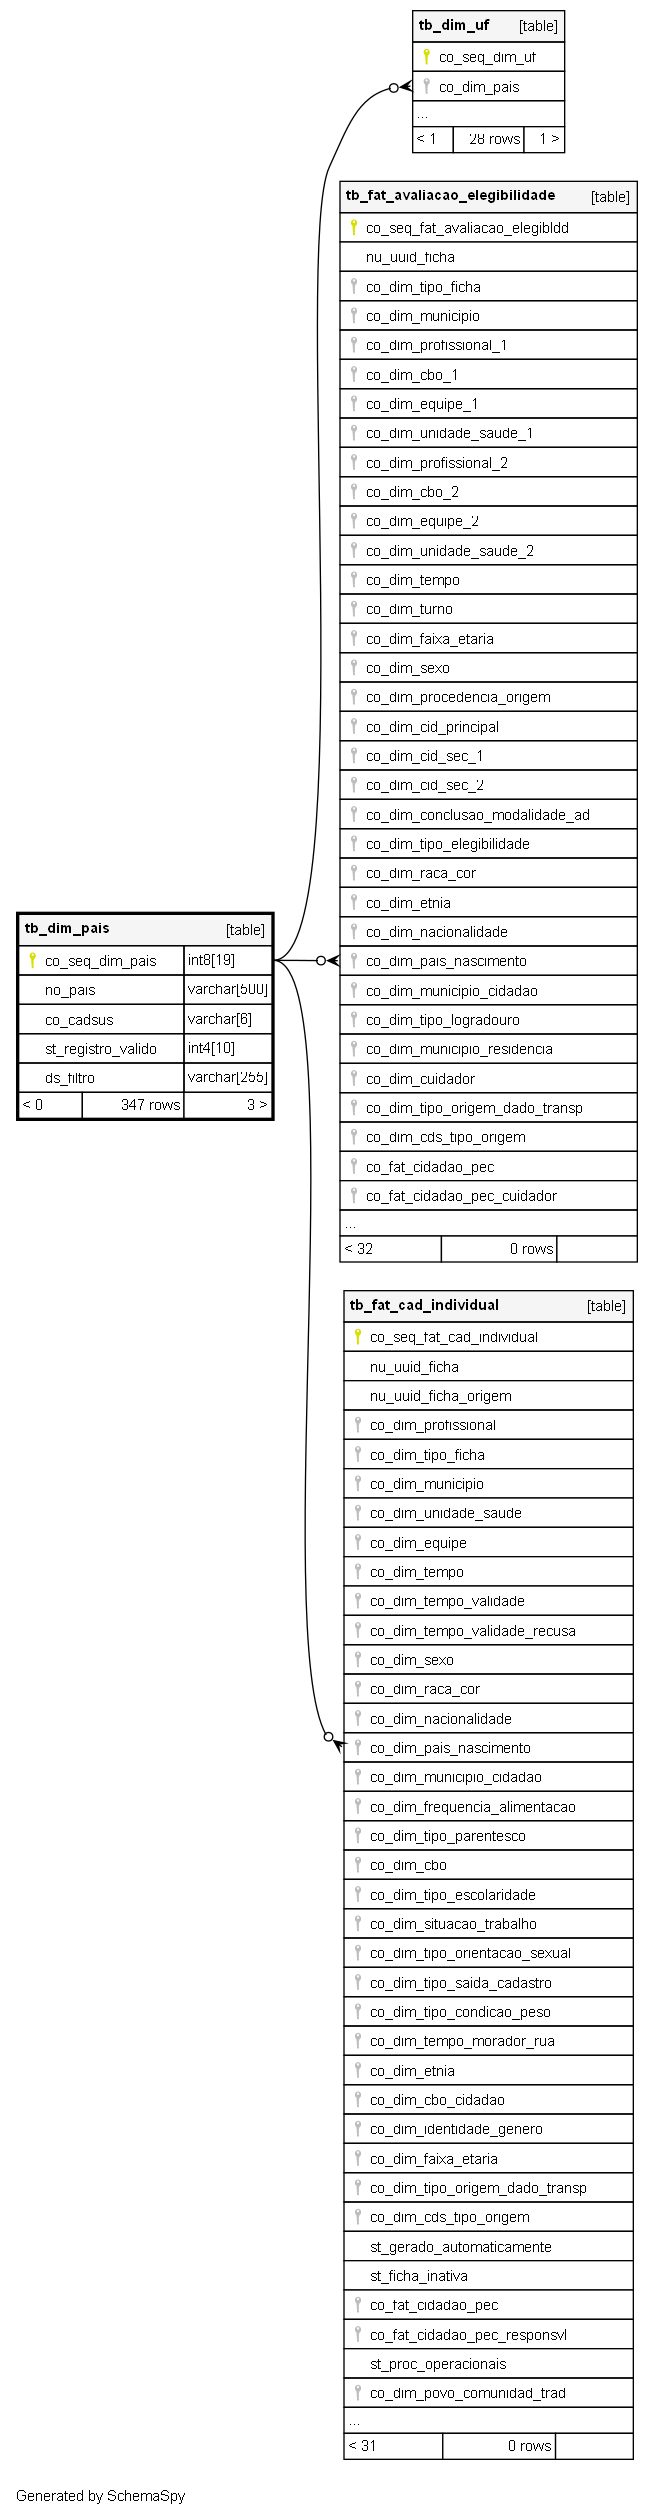 tb_dim_uf [table]
co_seq_dim_uf
co_dim_pais
...
< 1 28 rows 1 >
tb_fat_avaliacao_elegibilidade [table]
co_seq_fat_avaliacao_elegibldd
nu_uuid_ficha
co_dim_tipo_ficha
co_dim_municipio
co_dim_profissional_1
co_dim_cbo_1
co_dim_equipe_1
co_dim_unidade_saude_1
co_dim_profissional_2
co_dim_cbo_2
co_dim_equipe_2
co_dim_unidade_saude_2
co_dim_tempo
co_dim_turno
co_dim_faixa_etaria
co_dim_sexo
co_dim_procedencia_origem
co_dim_cid_principal
co_dim_cid_sec_1
co_dim_cid_sec_2
co_dim_conclusao_modalidade_ad
co_dim_tipo_elegibilidade
co_dim_raca_cor
co_dim_etnia
co_dim_nacionalidade
co_dim_pais_nascimento
co_dim_municipio_cidadao
co_dim_tipo_logradouro
co_dim_municipio_residencia
co_dim_cuidador
co_dim_tipo_origem_dado_transp
co_dim_cds_tipo_origem
co_fat_cidadao_pec
co_fat_cidadao_pec_cuidador
...
< 32 0 rows
tb_dim_pais [table]
co_seq_dim_pais int8[19]
no_pais varchar[500]
co_cadsus varchar[6]
st_registro_valido int4[10]
ds_filtro varchar[255]
< 0 347 rows 3 >
tb_fat_cad_individual [table]
co_seq_fat_cad_individual
nu_uuid_ficha
nu_uuid_ficha_origem
co_dim_profissional
co_dim_tipo_ficha
co_dim_municipio
co_dim_unidade_saude
co_dim_equipe
co_dim_tempo
co_dim_tempo_validade
co_dim_tempo_validade_recusa
co_dim_sexo
co_dim_raca_cor
co_dim_nacionalidade
co_dim_pais_nascimento
co_dim_municipio_cidadao
co_dim_frequencia_alimentacao
co_dim_tipo_parentesco
co_dim_cbo
co_dim_tipo_escolaridade
co_dim_situacao_trabalho
co_dim_tipo_orientacao_sexual
co_dim_tipo_saida_cadastro
co_dim_tipo_condicao_peso
co_dim_tempo_morador_rua
co_dim_etnia
co_dim_cbo_cidadao
co_dim_identidade_genero
co_dim_faixa_etaria
co_dim_tipo_origem_dado_transp
co_dim_cds_tipo_origem
st_gerado_automaticamente
st_ficha_inativa
co_fat_cidadao_pec
co_fat_cidadao_pec_responsvl
st_proc_operacionais
co_dim_povo_comunidad_trad
...
< 31 0 rows
Generated by SchemaSpy